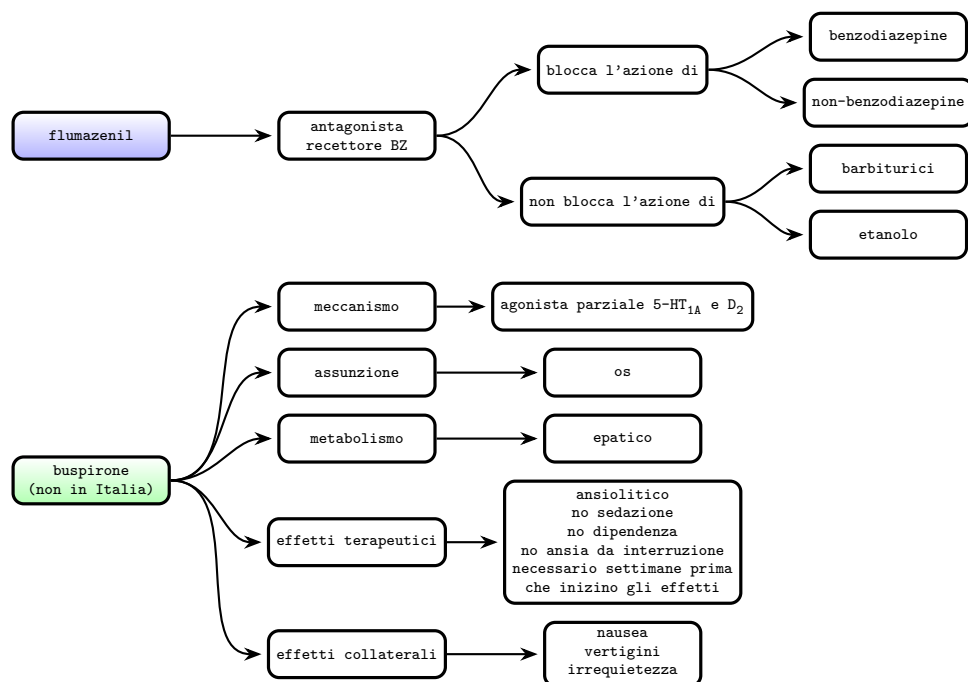 flumazenil
antagonista
recettore BZ
blocca l'azione di
benzodiazepine
non-benzodiazepine
non blocca l'azione di
barbiturici
etanolo
buspirone
(non in Italia)
meccanismo
agonista parziale 5-HT1A e D2
assunzione
os
metabolismo
epatico
effetti terapeutici
ansiolitico
no sedazione
no dipendenza
no ansia da interruzione
necessario settimane prima
che inizino gli effetti
effetti collaterali
nausea
vertigini
irrequietezza